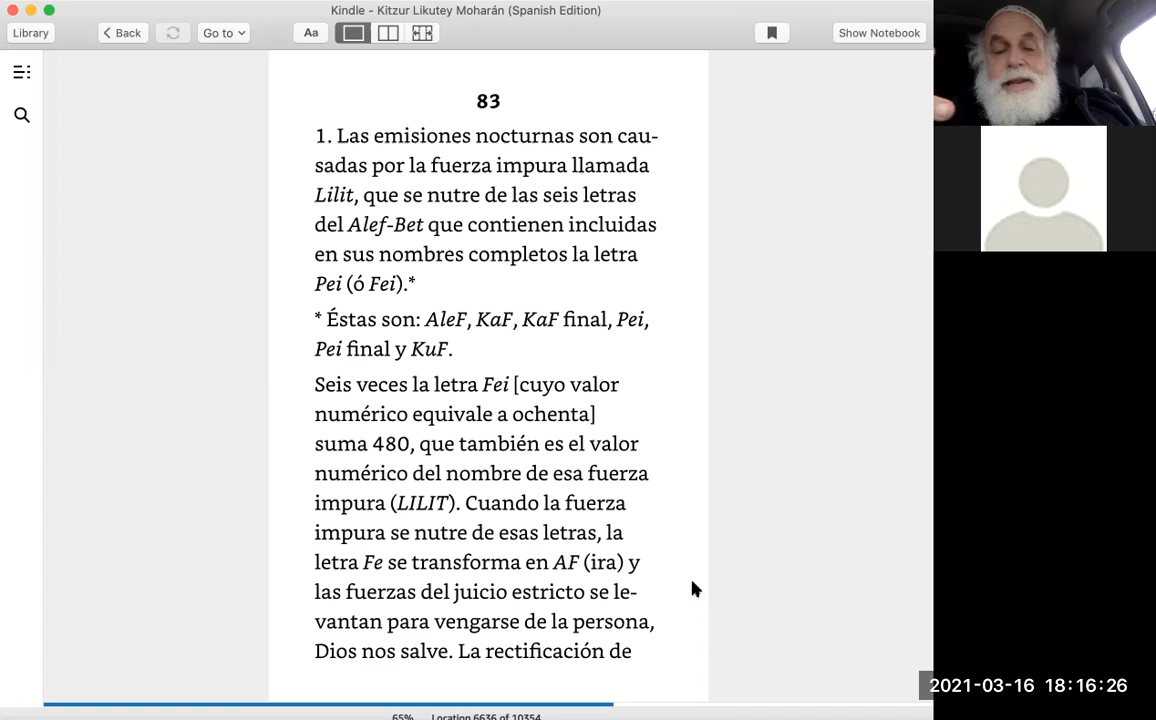 Kindle - Kitzur Likutey Moharán (Spanish Edition)
Library
Back
Go to
Aa
Show Notebook
83
1. Las emisiones nocturnas son cau-
sadas por la fuerza impura llamada
Lilit, que se nutre de las seis letras
del Alef-Bet que contienen incluidas
en sus nombres completos la letra
Pei (ó Fei).*
* Éstas son: AleF, KaF, KaF final, Pei,
Pei final y KuF.
Seis veces la letra Fei [cuyo valor
numérico equivale a ochenta]
suma 480, que también es el valor
numérico del nombre de esa fuerza
impura (LILIT). Cuando la fuerza
impura se nutre de esas letras, la
letra Fe se transforma en AF (ira) y
las fuerzas del juicio estricto se le-
vantan para vengarse de la persona,
Dios nos salve. La rectificación de
65% Location 6636 of 10354
2021-03-16 18:16:26